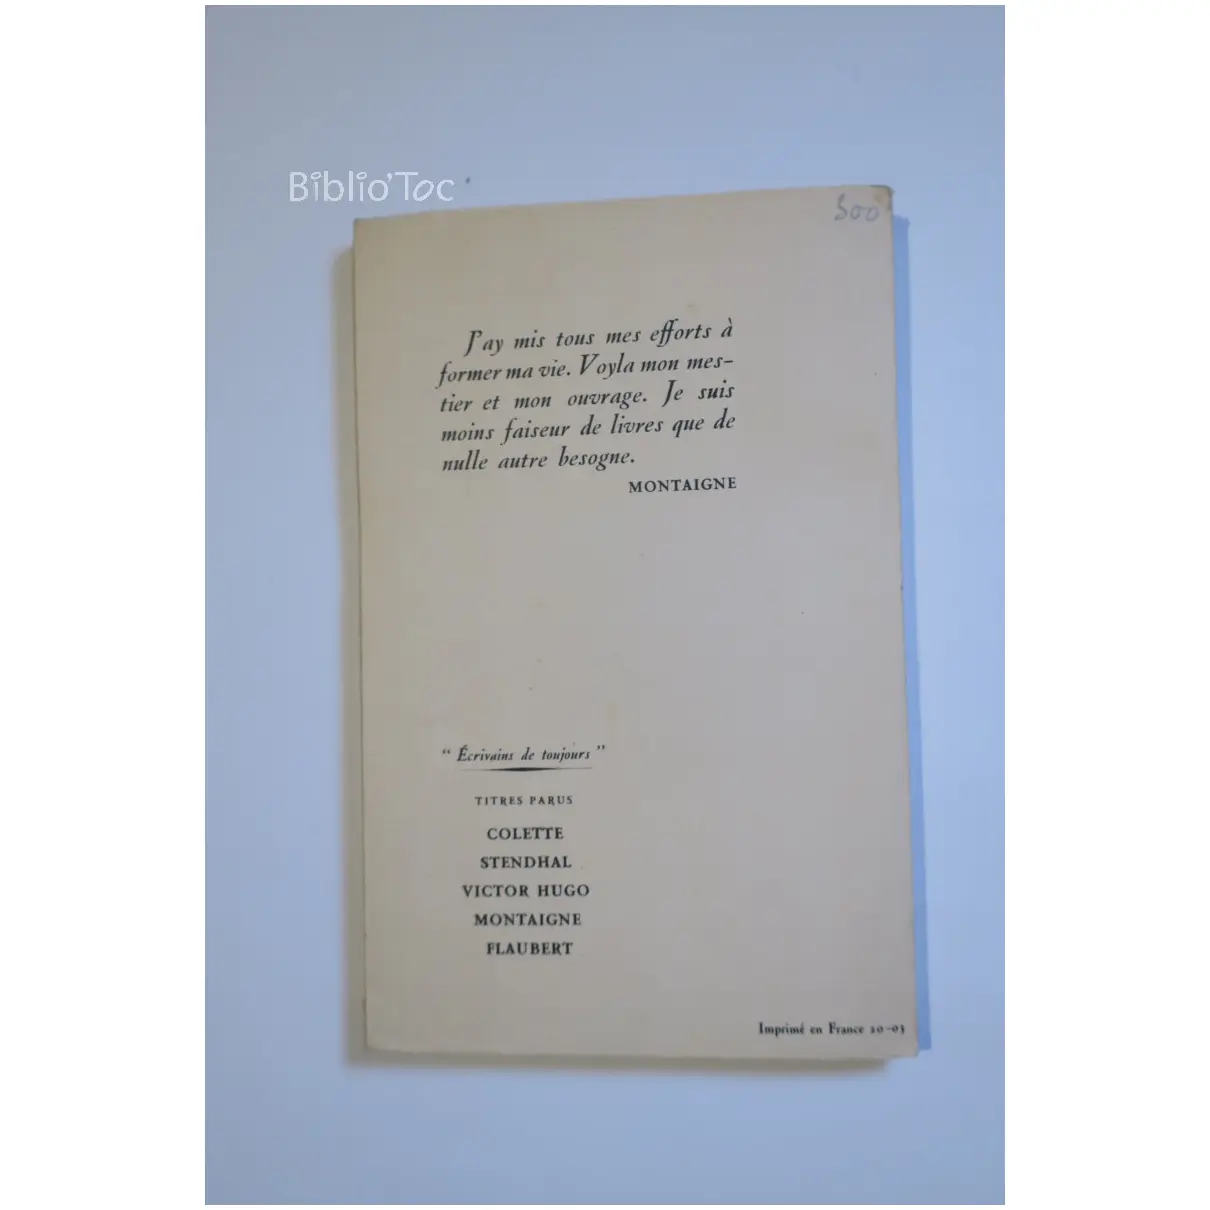 Biblio'Toc
500
J'ay mis tous mes efforts à
former ma vie. Voyla mon mes-
tier et mon ouvrage. Je suis
moins faiseur de livres que de
nulle autre besogne.
MONTAIGNE
" Écrivains de toujours "
TITRES PARUS
COLETTE
STENDHAL
VICTOR HUGO
MONTAIGNE
FLAUBERT
Imprimé en France 20-03